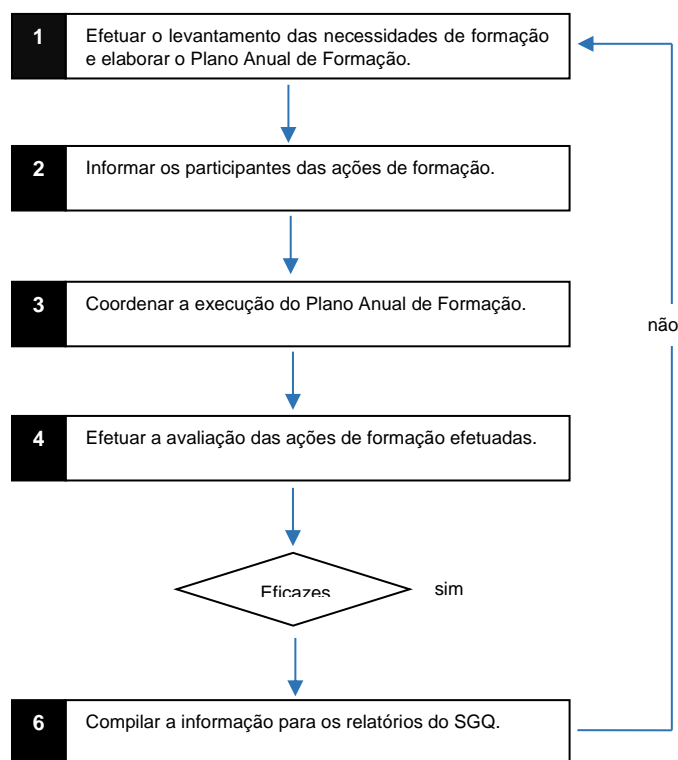 1
Efetuar o levantamento das necessidades de formação
e elaborar o Plano Anual de Formação.
2
Informar os participantes das ações de formação.
3
Coordenar a execução do Plano Anual de Formação.
não
4
Efetuar a avaliação das ações de formação efetuadas.
Eficazes
sim
6
Compilar a informação para os relatórios do SGQ.